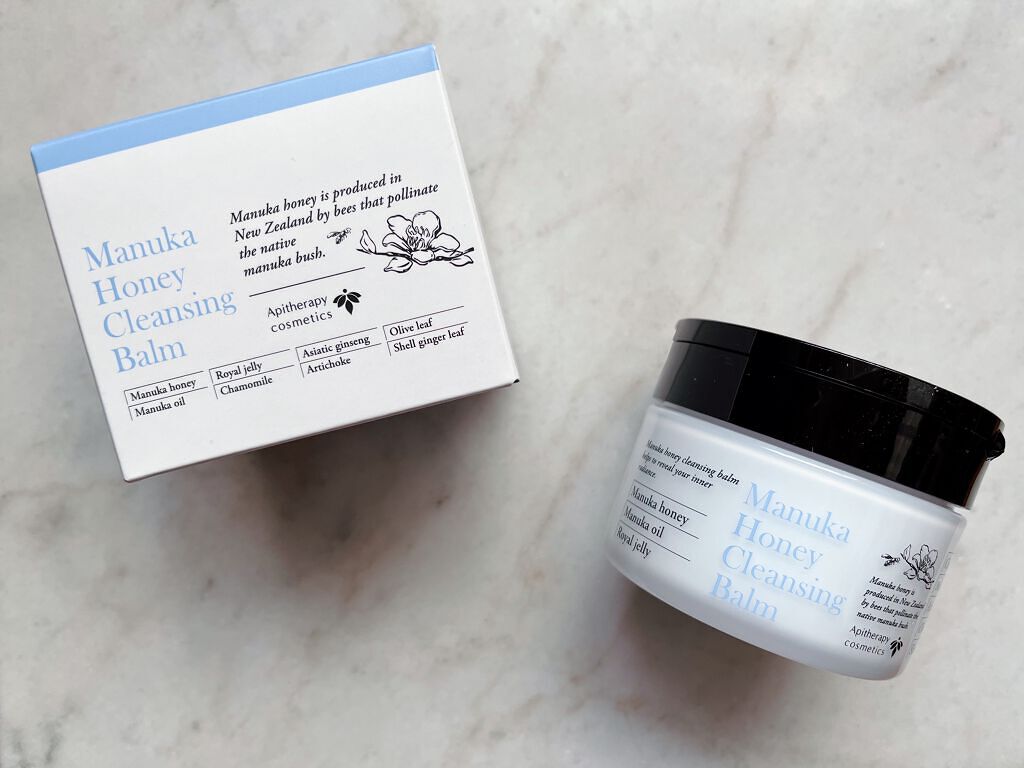 Manuka honey is produced in
New Zealand by bees that pollinate
the native
manuka bush.
Manuka
Honey
Cleansing
Balm
Apitherapy
cosmetics
Manuka honey
Manuka oil
Royal jelly
Chamomile
Asiatic ginseng
Artichoke
Olive leaf
Shell ginger leaf
Manuka honey cleansing balm
helps to reveal your inner
radiance.
Manuka honey
Manuka oil
Royal jelly
Manuka
Honey
Cleansing
Balm
Manuka honey is
produced in New Zealand
by bees that pollinate the
native manuka bush.
Apitherapy
cosmetics